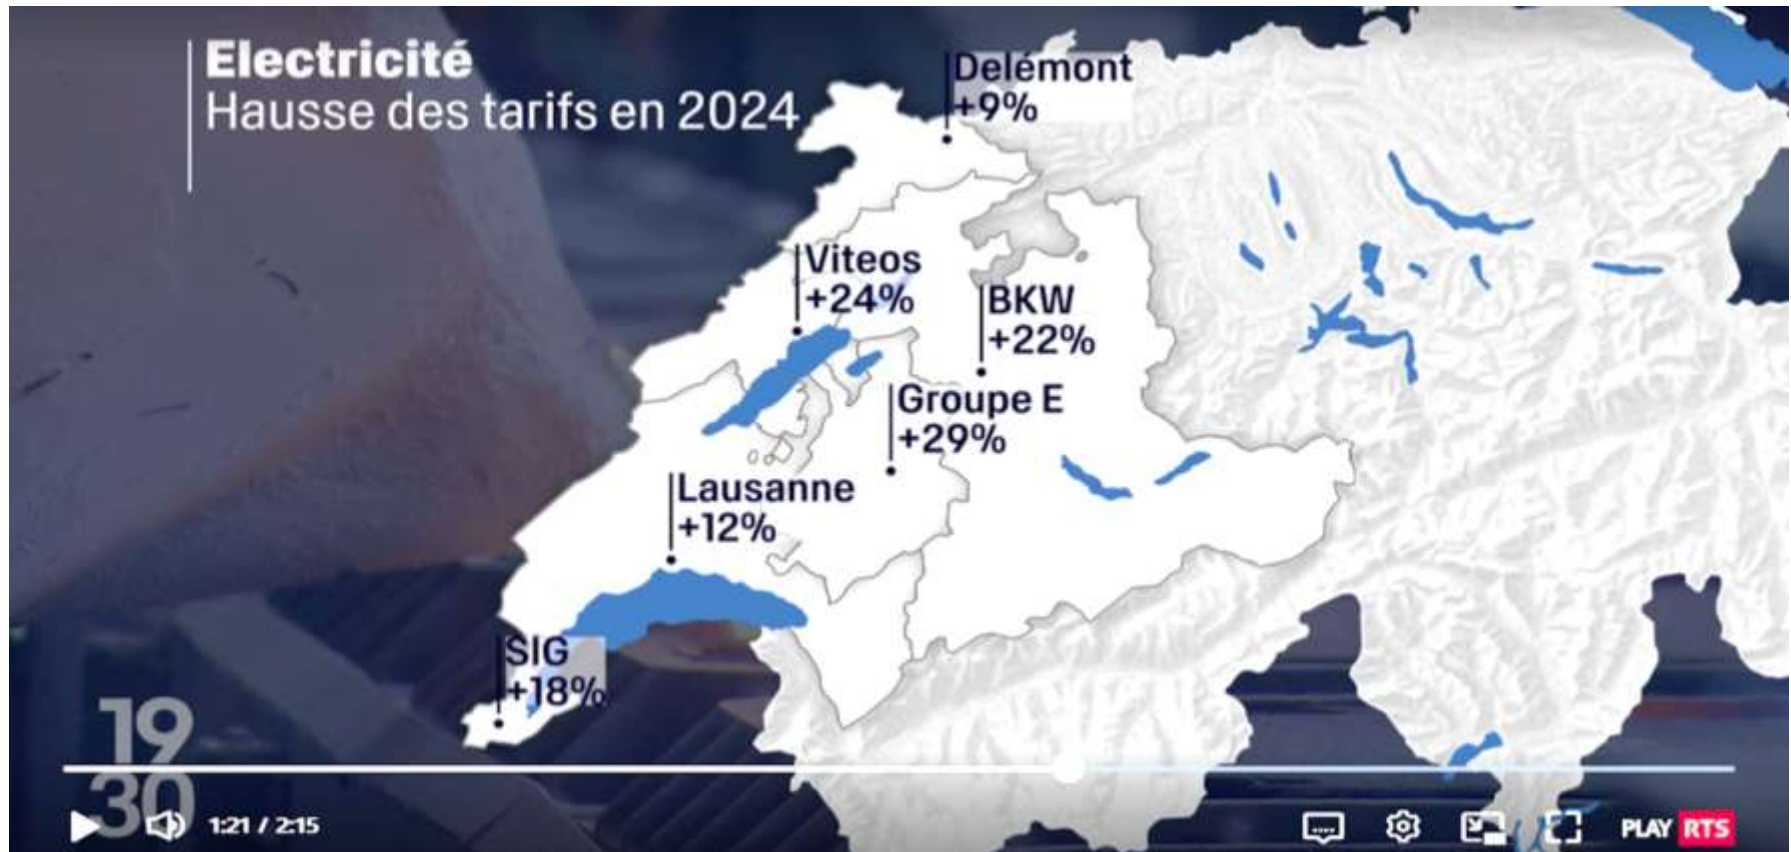 Electricité
Hausse des tarifs en 2024
Delémont
+9%
Viteos
+24%
BKW
+22%
Groupe E
+29%
Lausanne
+12%
SIG
+18%
19
30
1:21 / 2:15
PLAY RTS